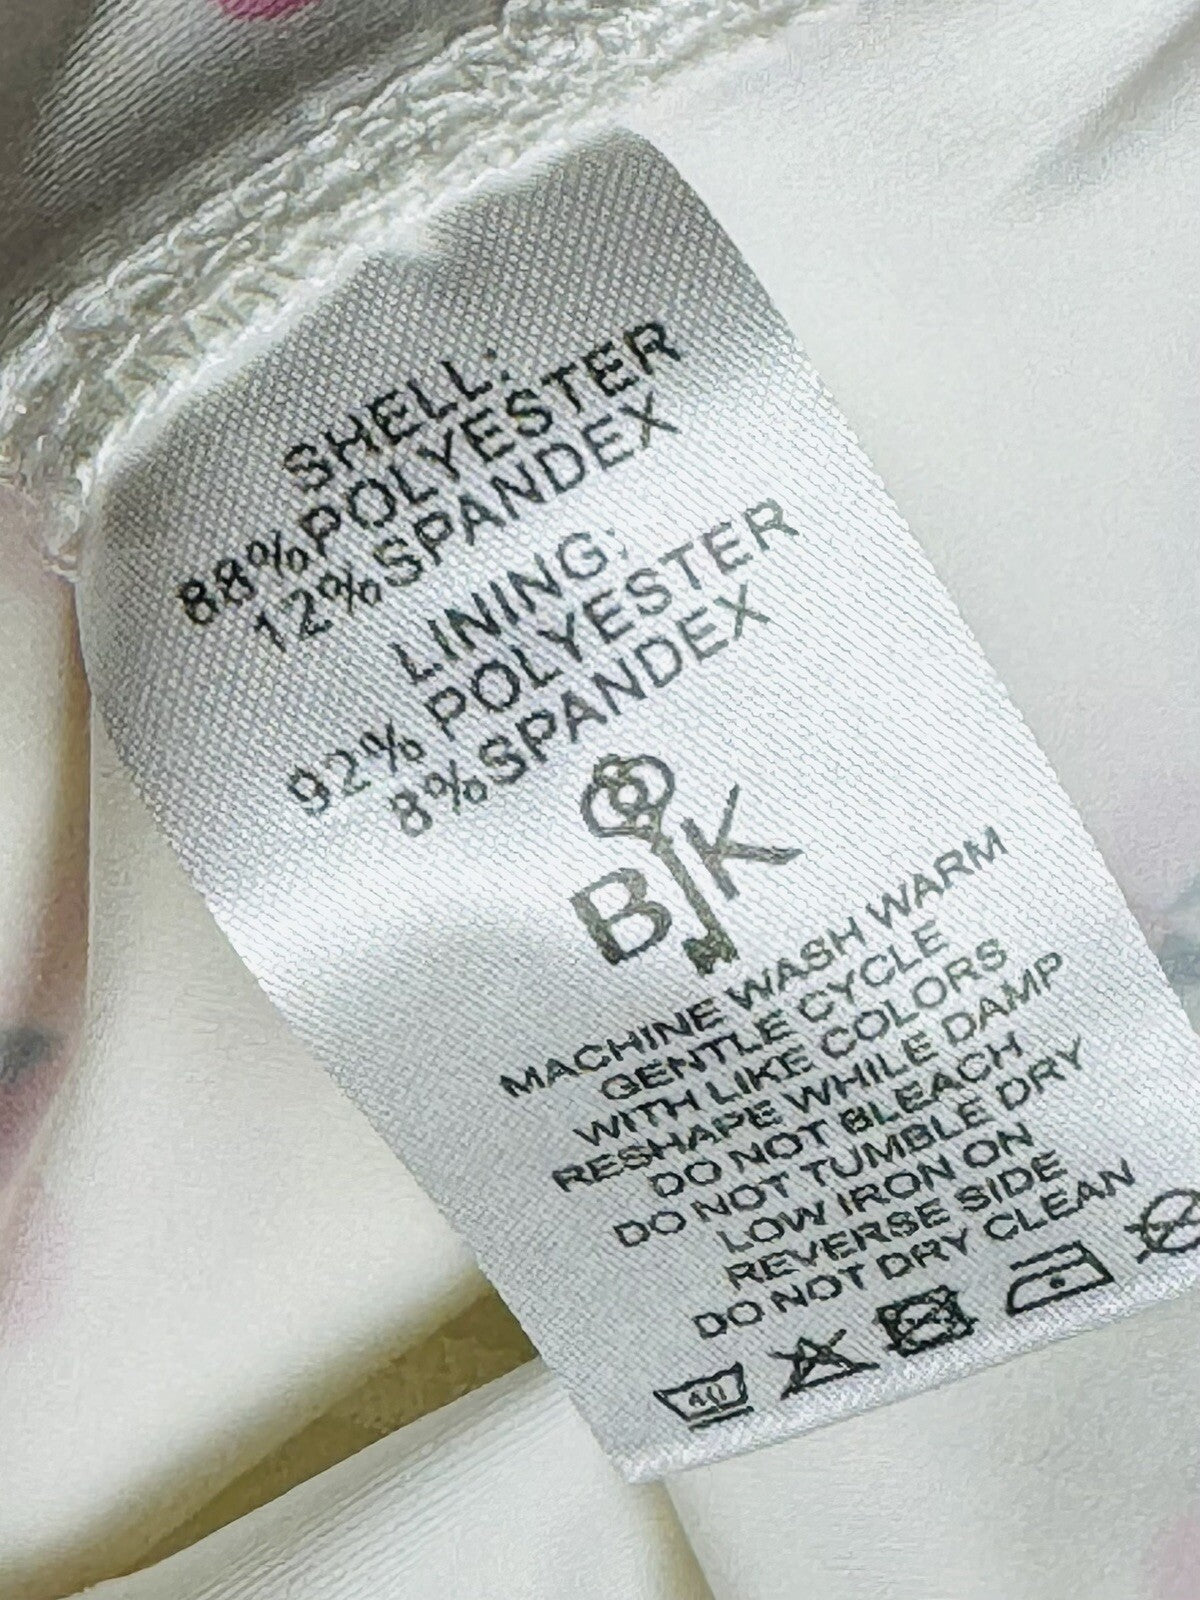 SHELL:
88%POLYESTER
12%SPANDEX
LINING:
92% POLYESTER
8%SPANDEX
BK
MACHINE WASH WARM
GENTLE CYCLE
WITH LIKE COLORS
RESHAPE WHILE DAMP
DO NOT BLEACH
DO NOT TUMBLE DRY
LOW IRON ON
REVERSE SIDE
DO NOT DRY CLEAN
40